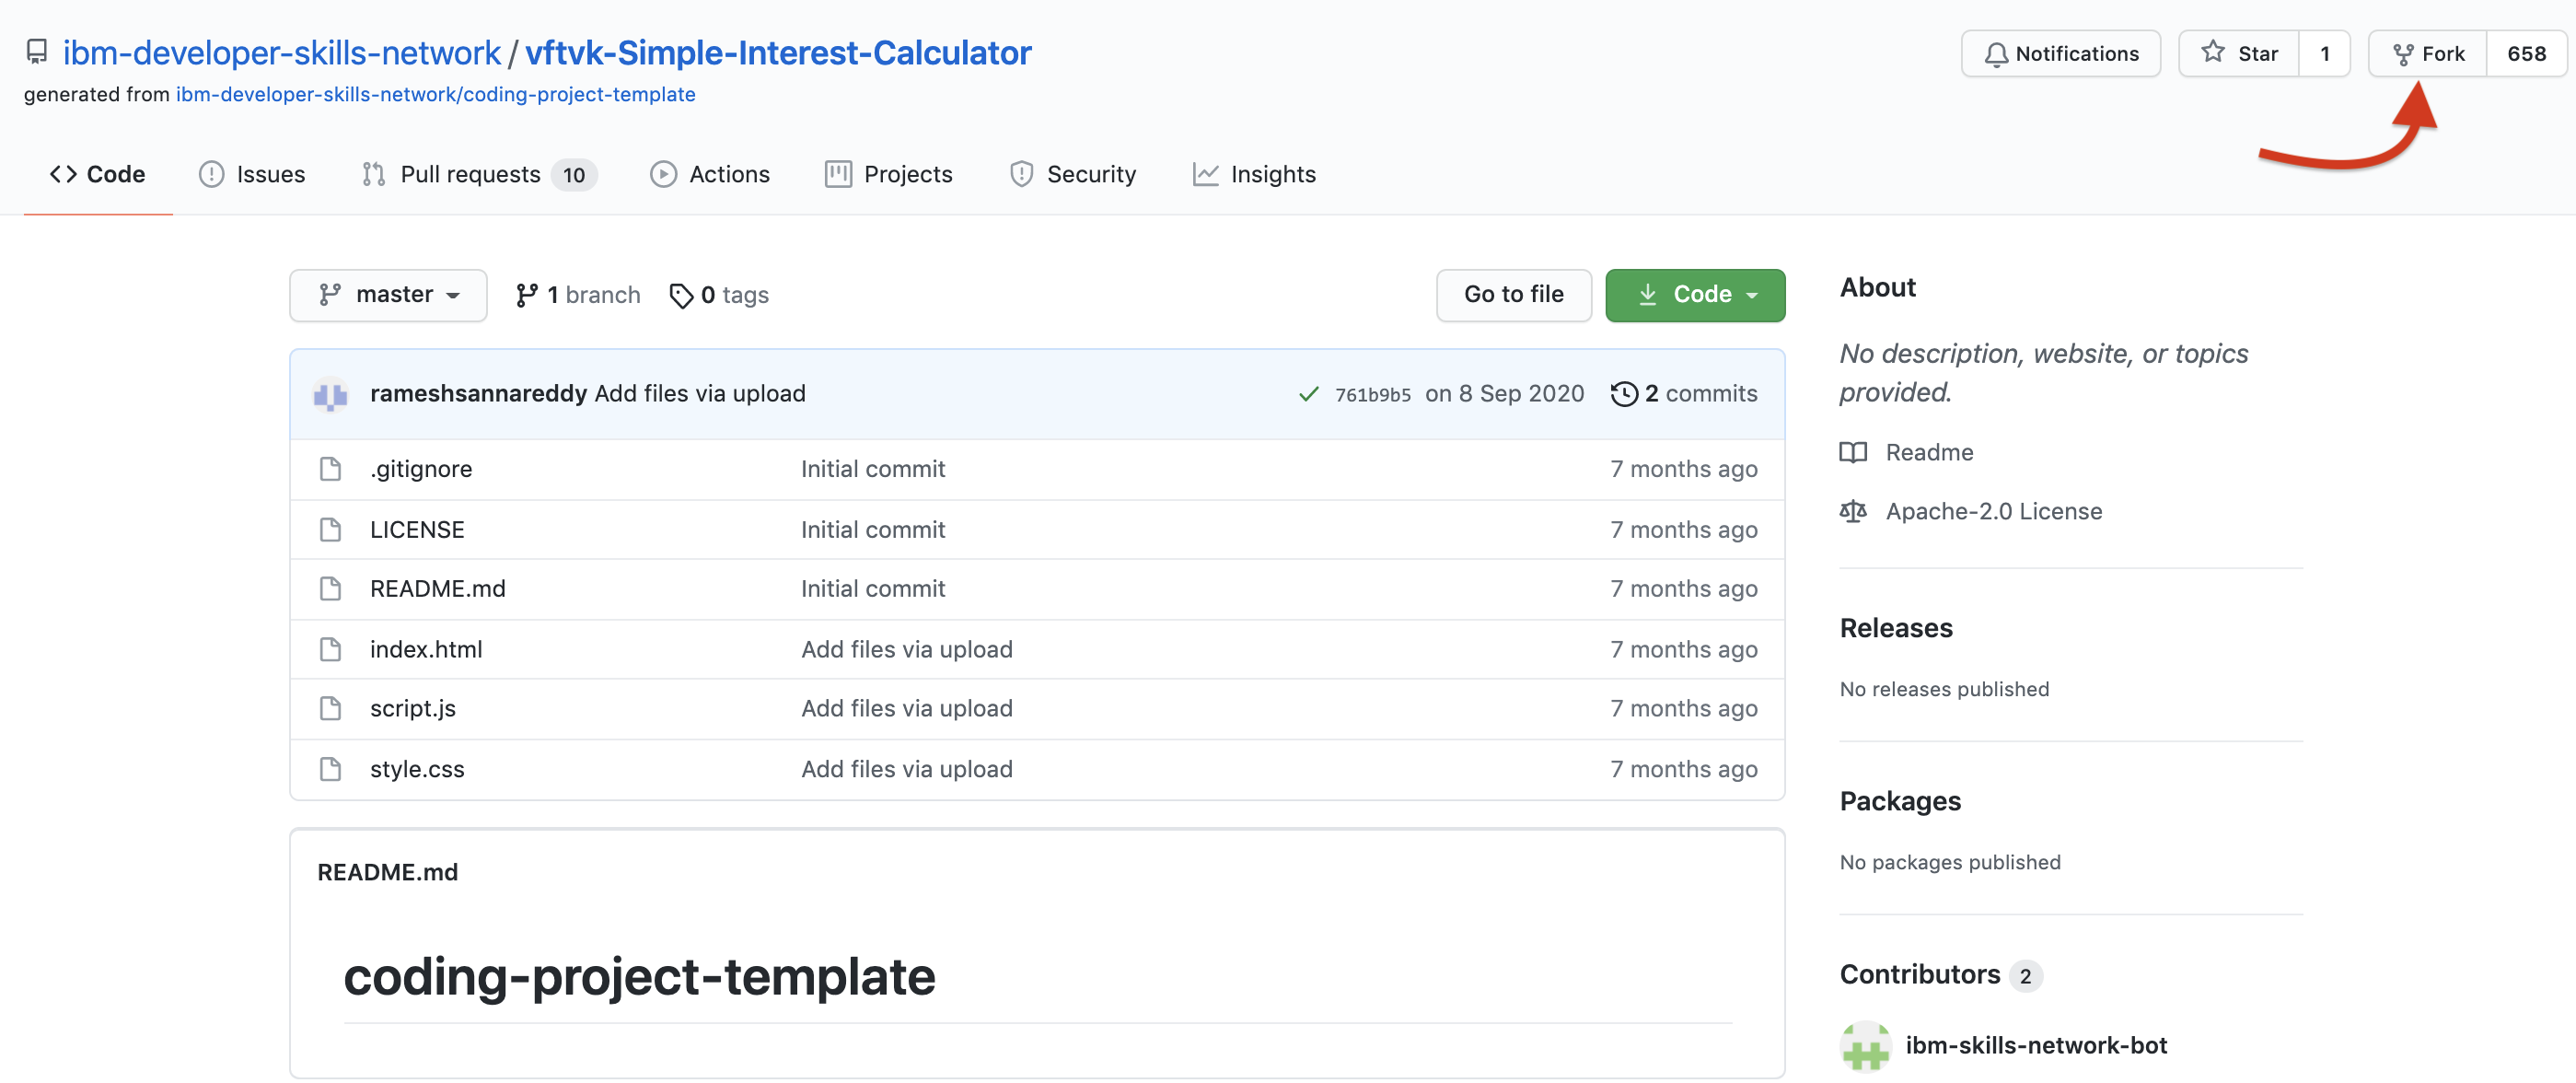 ibm-developer-skills-network / vftvk-Simple-Interest-Calculator
Notifications Star 1 Fork 658
generated from ibm-developer-skills-network/coding-project-template
Code Issues Pull requests 10 Actions Projects Security Insights
master 1 branch 0 tags Go to file Code
rameshsannareddy Add files via upload 761b9b5 on 8 Sep 2020 2 commits
.gitignore Initial commit 7 months ago
LICENSE Initial commit 7 months ago
README.md Initial commit 7 months ago
index.html Add files via upload 7 months ago
script.js Add files via upload 7 months ago
style.css Add files via upload 7 months ago
README.md
coding-project-template
About
No description, website, or topics
provided.
Readme
Apache-2.0 License
Releases
No releases published
Packages
No packages published
Contributors 2
ibm-skills-network-bot